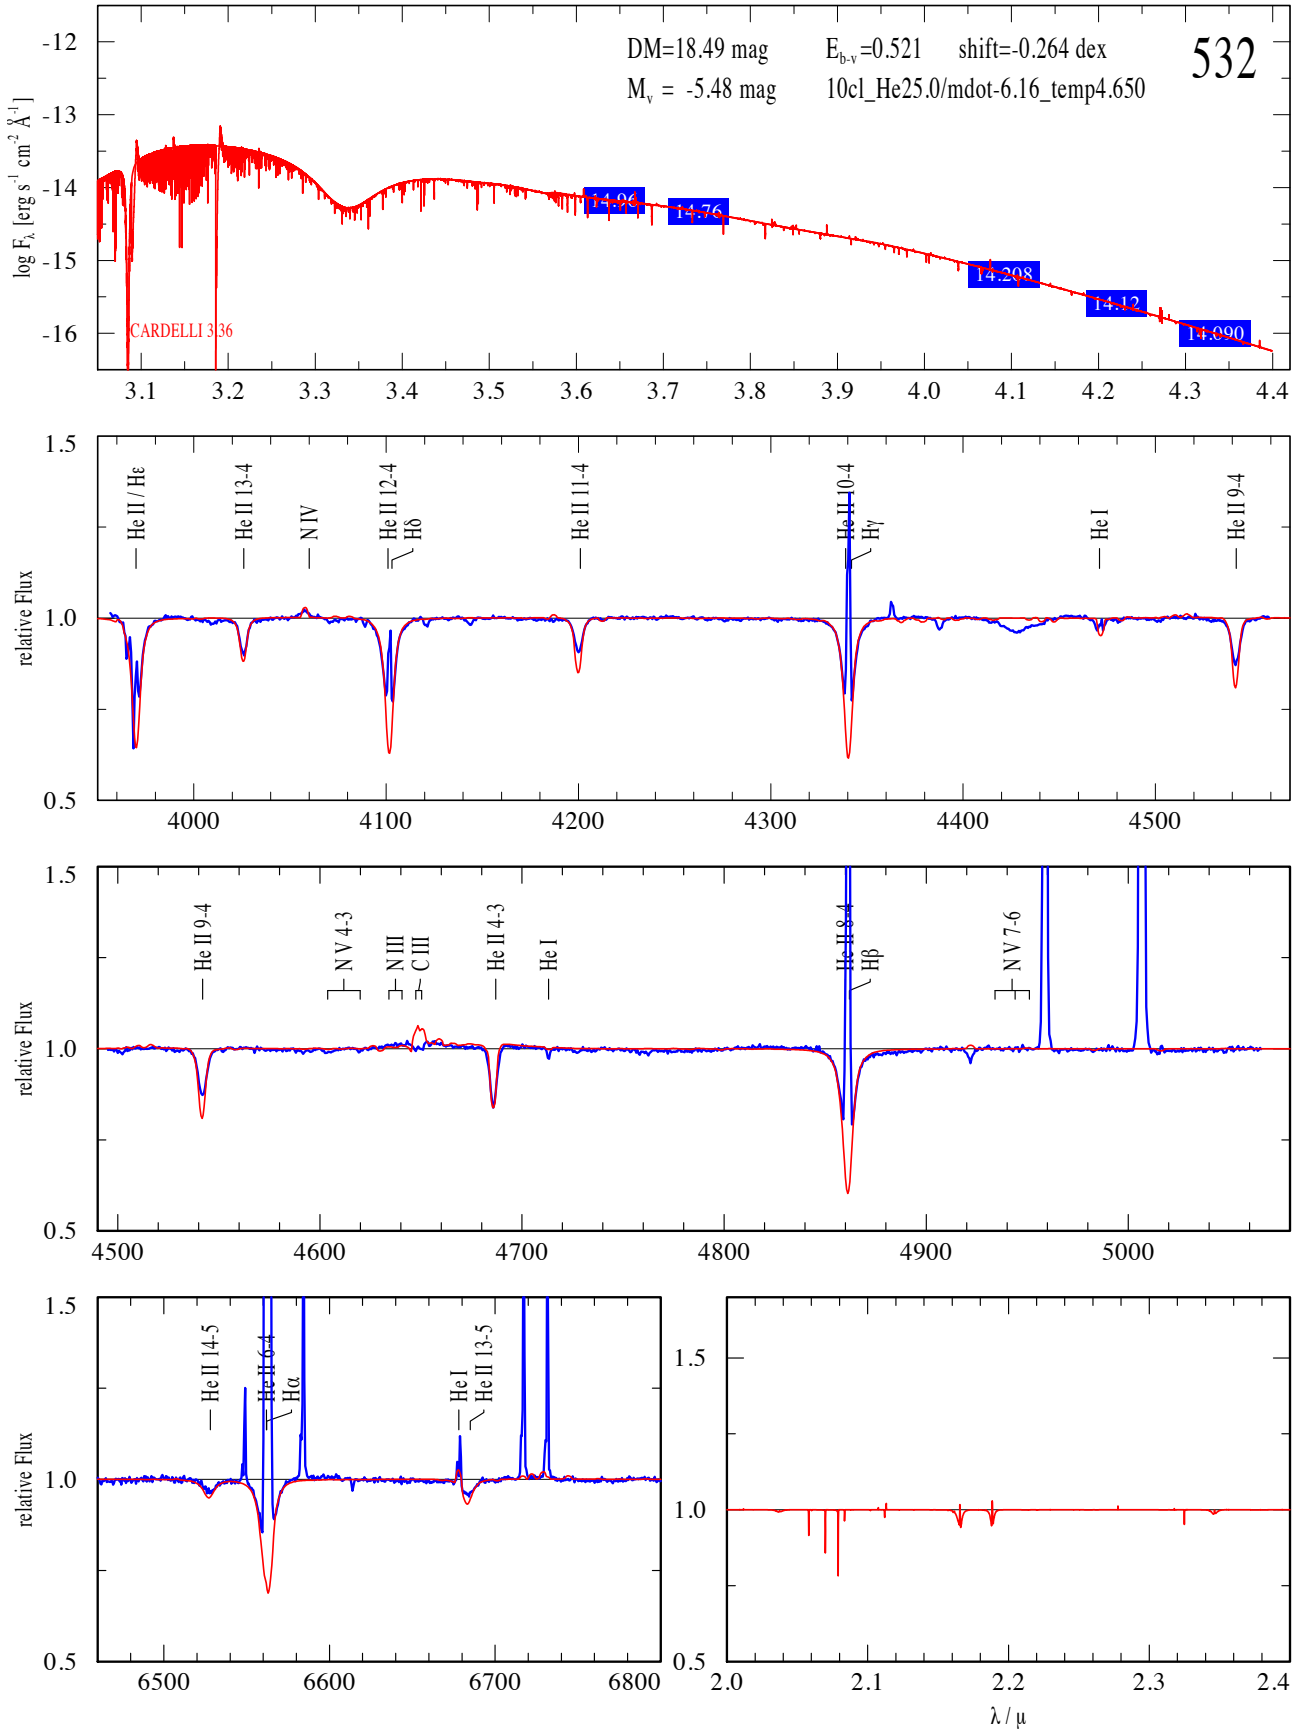 532
DM=18.49 mag E_b-v=0.521 shift=-0.264 dex
M_v = -5.48 mag 10cl_He25.0/mdot-6.16_temp4.650
log F_λ [erg s⁻¹ cm⁻² Å⁻¹]
-12
-13
-14
-15
-16
14.96
14.76
14.208
14.12
14.090
CARDELLI 3.36
3.1 3.2 3.3 3.4 3.5 3.6 3.7 3.8 3.9 4.0 4.1 4.2 4.3 4.4
relative Flux
1.5
1.0
0.5
He II / Hε
He II 13-4
N IV
He II 12-4
Hδ
He II 11-4
He II 10-4
Hγ
He I
He II 9-4
4000 4100 4200 4300 4400 4500
relative Flux
1.5
1.0
0.5
He II 9-4
N V 4-3
N III
C III
He II 4-3
He I
He II 8-4
Hβ
N V 7-6
4500 4600 4700 4800 4900 5000
relative Flux
1.5
1.0
0.5
He II 14-5
He II 6-4
Hα
He I
He II 13-5
6500 6600 6700 6800
1.5
1.0
0.5
2.0 2.1 2.2 2.3 2.4
λ / μ